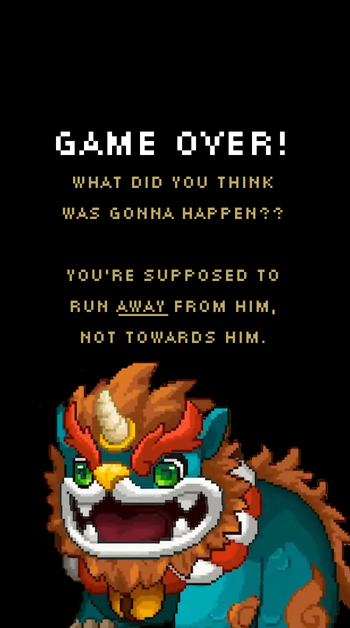 GAME OVER!
WHAT DID YOU THINK
WAS GONNA HAPPEN??
YOU'RE SUPPOSED TO
RUN AWAY FROM HIM,
NOT TOWARDS HIM.